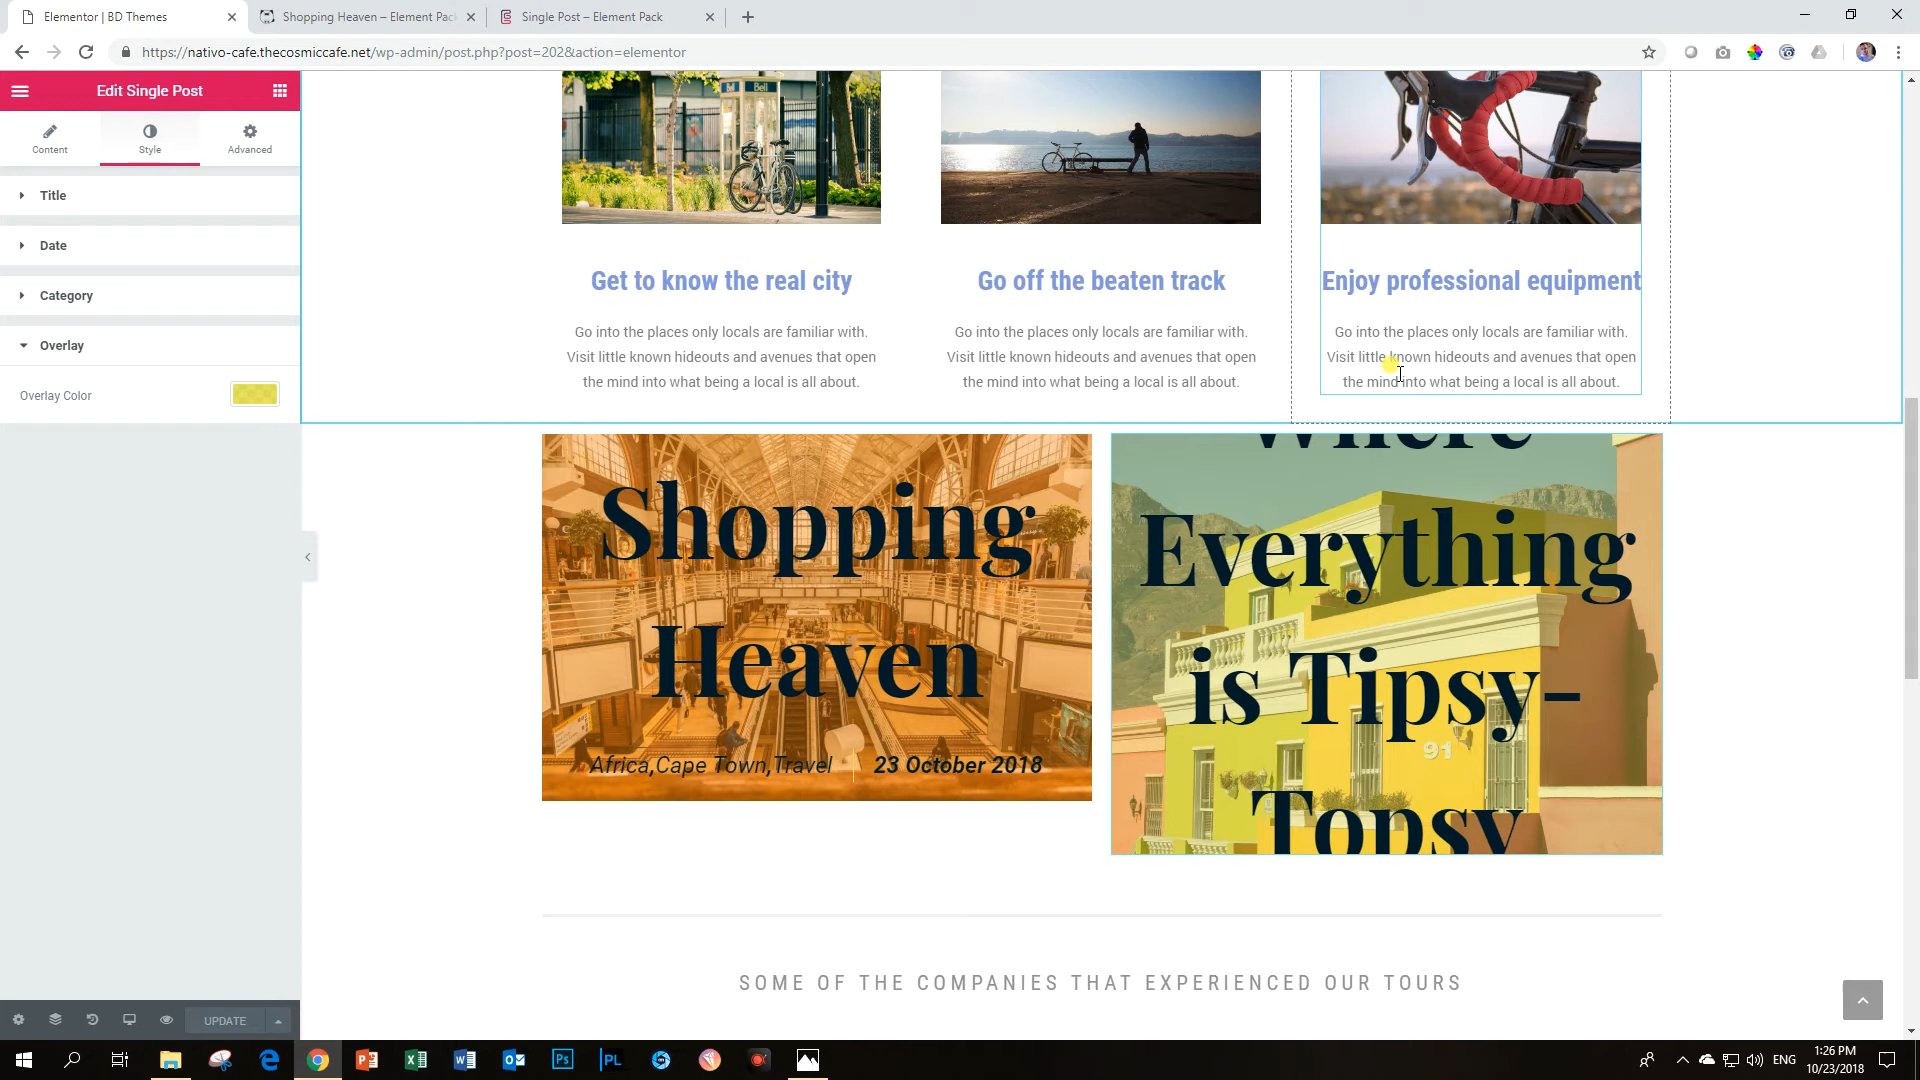 Elementor | BD Themes
Shopping Heaven – Element Pac
Single Post – Element Pack
https://nativo-cafe.thecosmiccafe.net/wp-admin/post.php?post=202&action=elementor
Edit Single Post
Content
Style
Advanced
Title
Date
Category
Overlay
Overlay Color
UPDATE
Bell
Bell
Get to know the real city
Go into the places only locals are familiar with.
Visit little known hideouts and avenues that open
the mind into what being a local is all about.
Go off the beaten track
Go into the places only locals are familiar with.
Visit little known hideouts and avenues that open
the mind into what being a local is all about.
Enjoy professional equipment
Go into the places only locals are familiar with.
Visit little known hideouts and avenues that open
the mind into what being a local is all about.
Shopping
Heaven
Africa,Cape Town,Travel
23 October 2018
Where
Everything
is Tipsy-
Topsy
91
SOME OF THE COMPANIES THAT EXPERIENCED OUR TOURS
Ps
PL
ENG
1:26 PM
10/23/2018